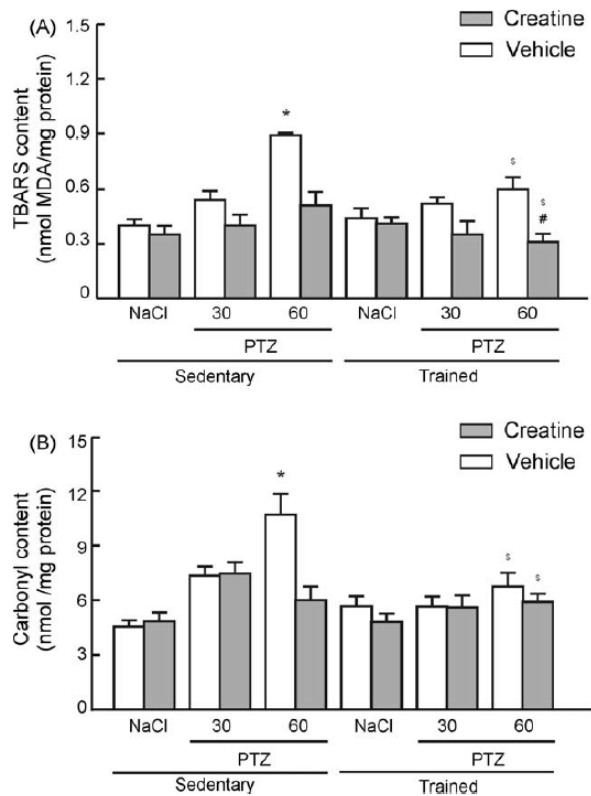 (A)
Creatine
Vehicle
TBARS content
(nmol MDA/mg protein)
1.5
1.2
0.9
0.6
0.3
0
*
s
s
#
NaCl 30 60 NaCl 30 60
PTZ PTZ
Sedentary Trained
(B)
Creatine
Vehicle
Carbonyl content
(nmol /mg protein)
15
12
9
6
3
0
*
s
s
NaCl 30 60 NaCl 30 60
PTZ PTZ
Sedentary Trained